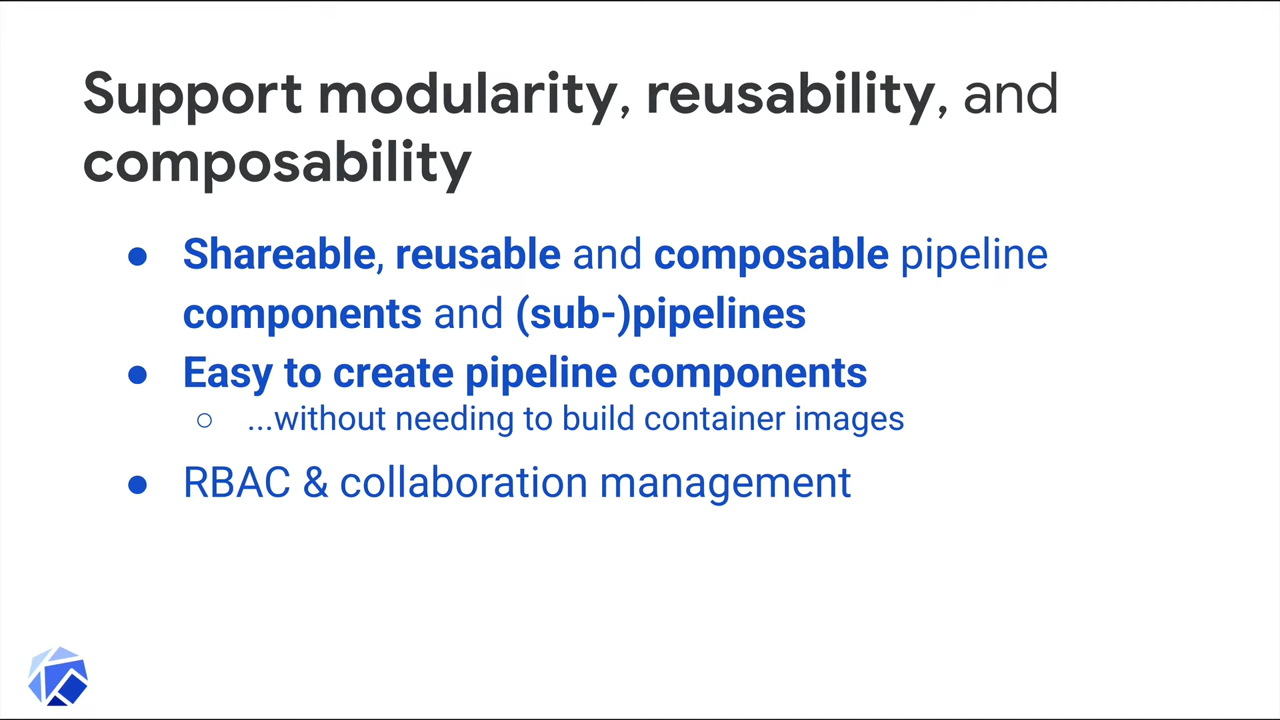 Support modularity, reusability, and
composability
● Shareable, reusable and composable pipeline
components and (sub-)pipelines
● Easy to create pipeline components
○ ...without needing to build container images
● RBAC & collaboration management